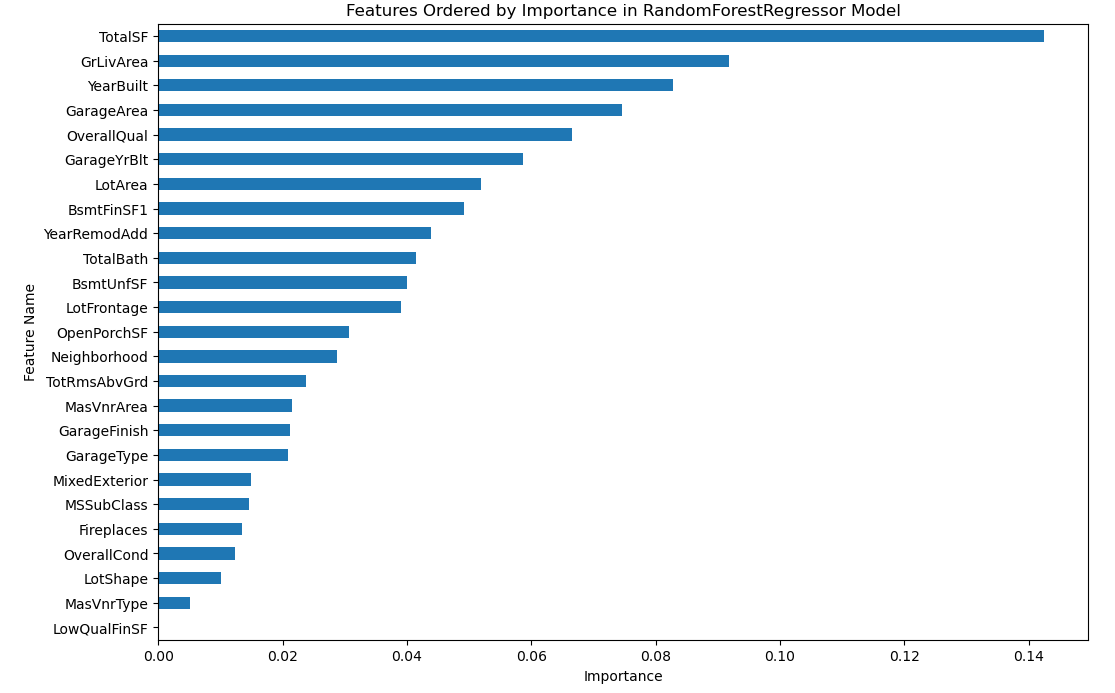 Features Ordered by Importance in RandomForestRegressor Model
Feature Name
TotalSF
GrLivArea
YearBuilt
GarageArea
OverallQual
GarageYrBlt
LotArea
BsmtFinSF1
YearRemodAdd
TotalBath
BsmtUnfSF
LotFrontage
OpenPorchSF
Neighborhood
TotRmsAbvGrd
MasVnrArea
GarageFinish
GarageType
MixedExterior
MSSubClass
Fireplaces
OverallCond
LotShape
MasVnrType
LowQualFinSF
0.00 0.02 0.04 0.06 0.08 0.10 0.12 0.14
Importance